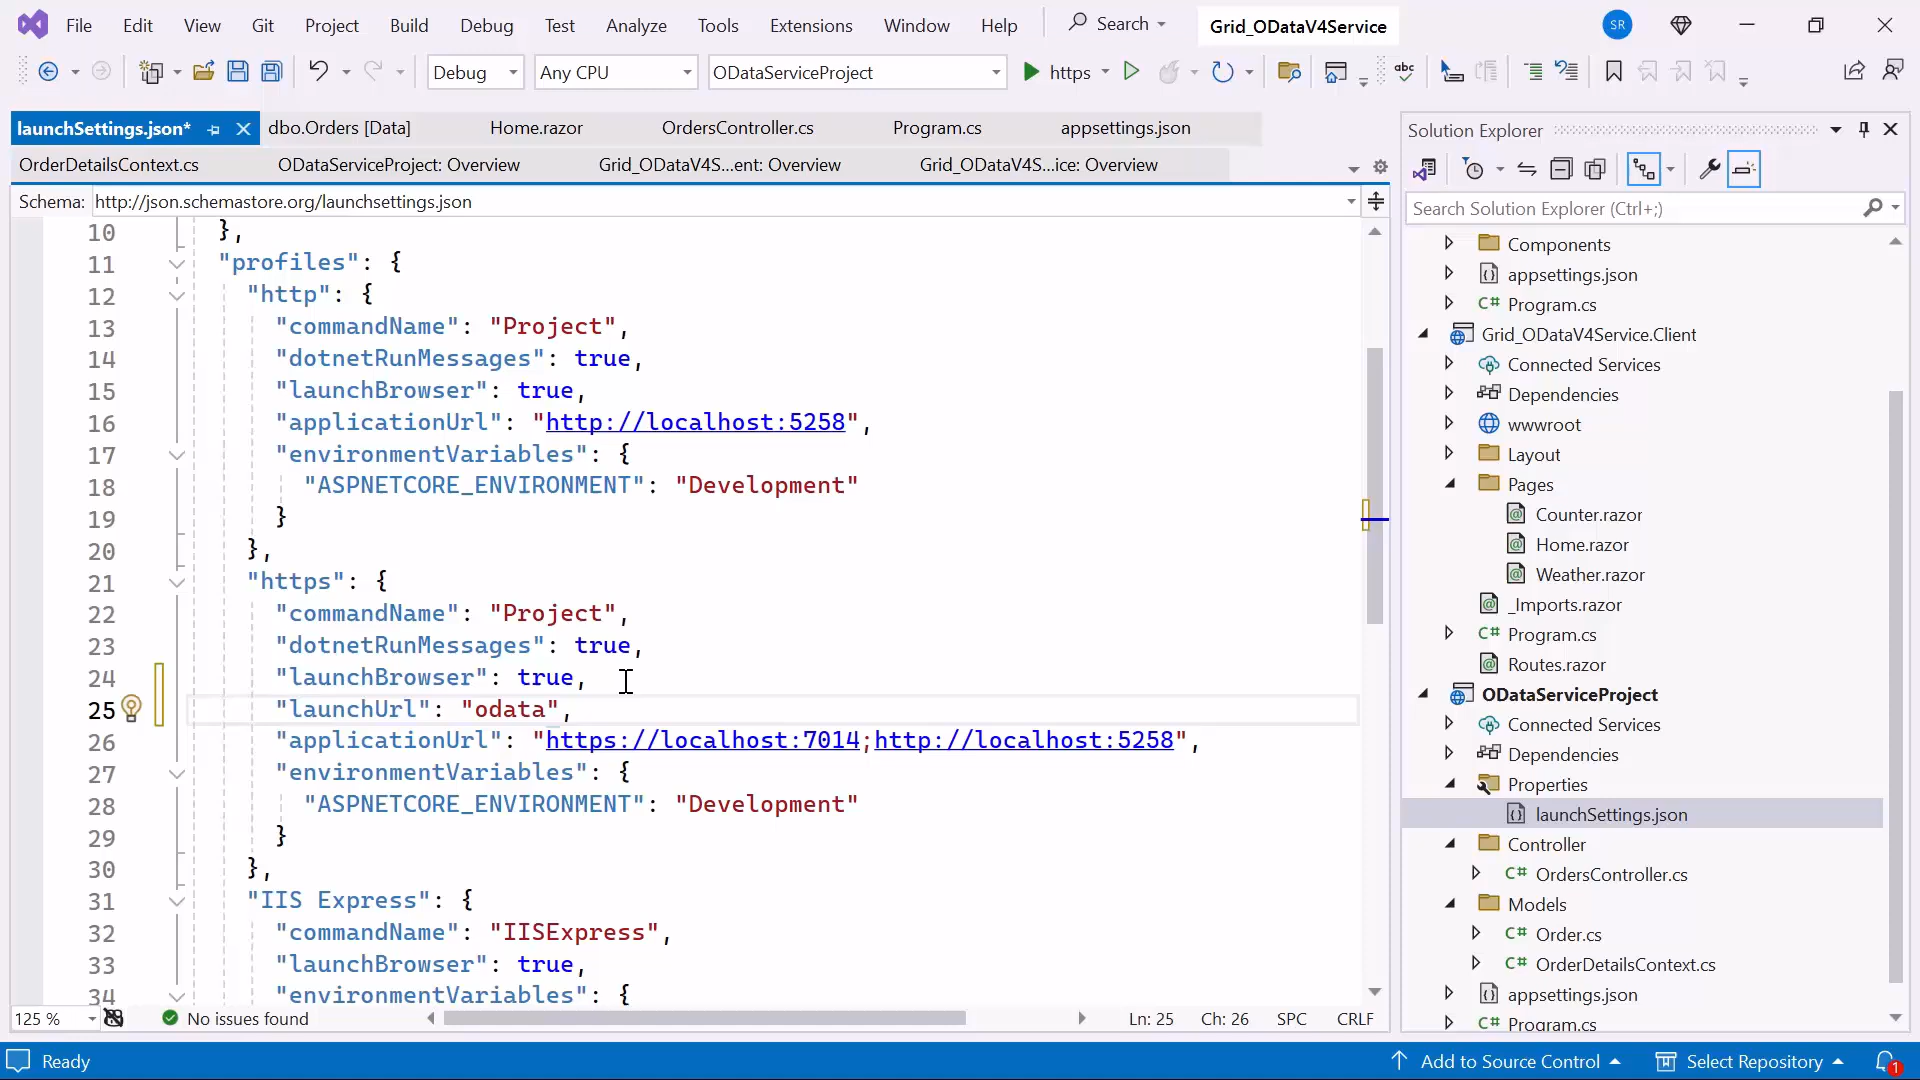 File Edit View Git Project Build Debug Test Analyze Tools Extensions Window Help Search Grid_ODataV4Service SR
Debug Any CPU ODataServiceProject https abc
launchSettings.json* dbo.Orders [Data] Home.razor OrdersController.cs Program.cs appsettings.json
OrderDetailsContext.cs ODataServiceProject: Overview Grid_ODataV4S...ent: Overview Grid_ODataV4S...ice: Overview
Schema: http://json.schemastore.org/launchsettings.json
10 },
11 "profiles": {
12 "http": {
13 "commandName": "Project",
14 "dotnetRunMessages": true,
15 "launchBrowser": true,
16 "applicationUrl": "http://localhost:5258",
17 "environmentVariables": {
18 "ASPNETCORE_ENVIRONMENT": "Development"
19 }
20 },
21 "https": {
22 "commandName": "Project",
23 "dotnetRunMessages": true,
24 "launchBrowser": true,
25 "launchUrl": "odata",
26 "applicationUrl": "https://localhost:7014;http://localhost:5258",
27 "environmentVariables": {
28 "ASPNETCORE_ENVIRONMENT": "Development"
29 }
30 },
31 "IIS Express": {
32 "commandName": "IISExpress",
33 "launchBrowser": true,
34 "environmentVariables": {
125 % No issues found Ln: 25 Ch: 26 SPC CRLF
Solution Explorer
Search Solution Explorer (Ctrl+;)
Components
appsettings.json
C# Program.cs
Grid_ODataV4Service.Client
Connected Services
Dependencies
wwwroot
Layout
Pages
Counter.razor
Home.razor
Weather.razor
_Imports.razor
C# Program.cs
Routes.razor
ODataServiceProject
Connected Services
Dependencies
Properties
launchSettings.json
Controller
C# OrdersController.cs
Models
C# Order.cs
C# OrderDetailsContext.cs
appsettings.json
C# Program.cs
Ready Add to Source Control Select Repository 1